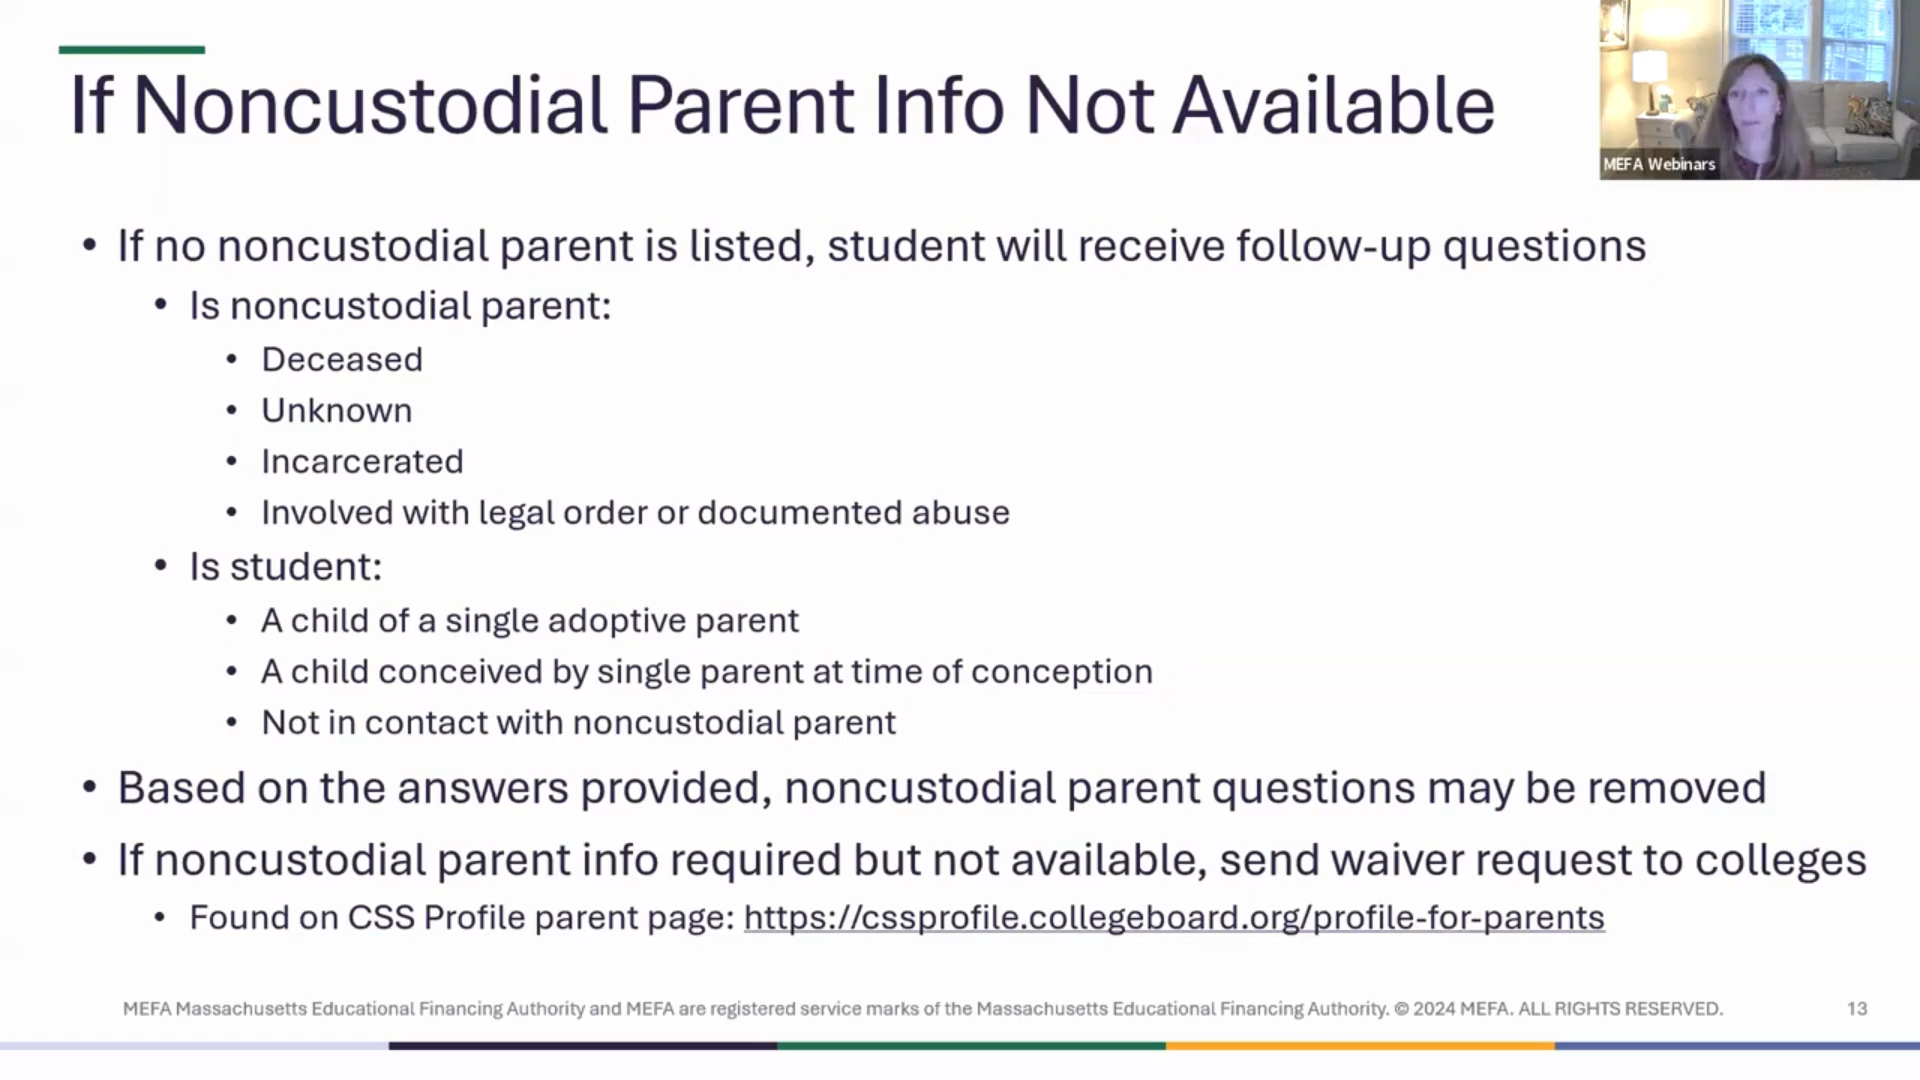 If Noncustodial Parent Info Not Available
MEFA Webinars
• If no noncustodial parent is listed, student will receive follow-up questions
• Is noncustodial parent:
• Deceased
• Unknown
• Incarcerated
• Involved with legal order or documented abuse
• Is student:
• A child of a single adoptive parent
• A child conceived by single parent at time of conception
• Not in contact with noncustodial parent
• Based on the answers provided, noncustodial parent questions may be removed
• If noncustodial parent info required but not available, send waiver request to colleges
• Found on CSS Profile parent page: https://cssprofile.collegeboard.org/profile-for-parents
MEFA Massachusetts Educational Financing Authority and MEFA are registered service marks of the Massachusetts Educational Financing Authority. © 2024 MEFA. ALL RIGHTS RESERVED.
13